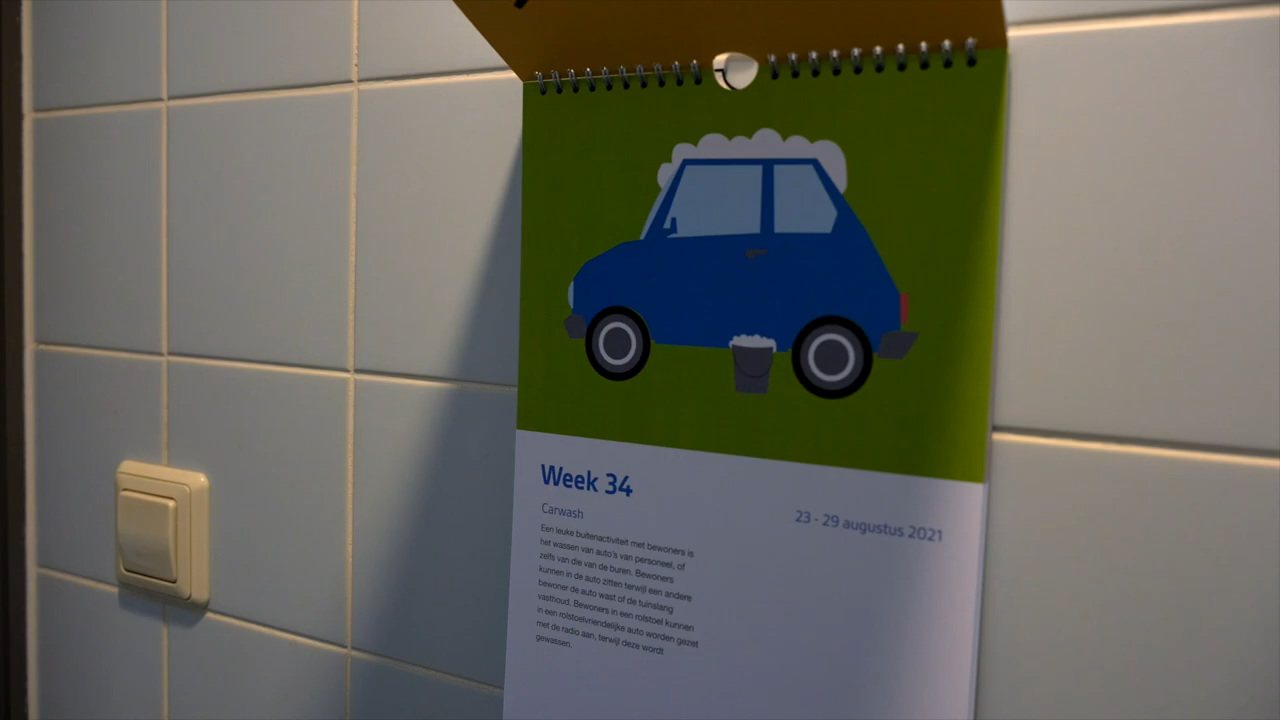 Week 34
23 - 29 augustus 2021
Carwash
Een leuke buitenactiviteit met bewoners is
het wassen van auto's van personeel, of
zelfs van die van de buren. Bewoners
kunnen in de auto zitten terwijl een andere
bewoner de auto wast of de tuinslang
vasthoud. Bewoners in een rolstoel kunnen
in een rolstoelvriendelijke auto worden gezet
met de radio aan, terwijl deze wordt
gewassen.